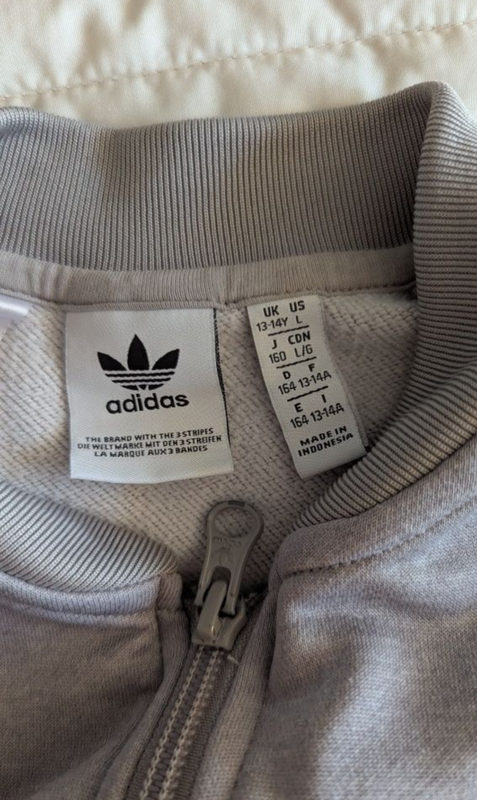 adidas
THE BRAND WITH THE 3 STRIPES
DIE WELTMARKE MIT DEN 3 STREIFEN
LA MARQUE AUX 3 BANDES
UK US
13-14Y L
J CDN
160 L/G
D F
164 13-14A
E I
164 13-14A
MADE IN
INDONESIA